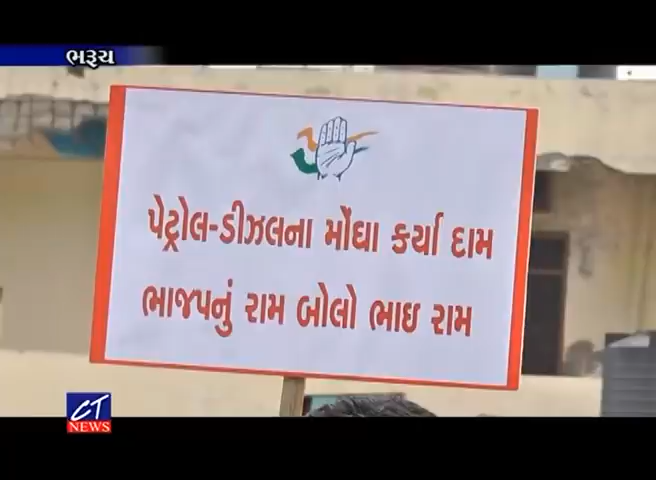 ભરૂચ
પેટ્રોલ-ડીઝલના મોંઘા કર્યા દામ
ભાજપનું રામ બોલો ભાઇ રામ
CT
NEWS